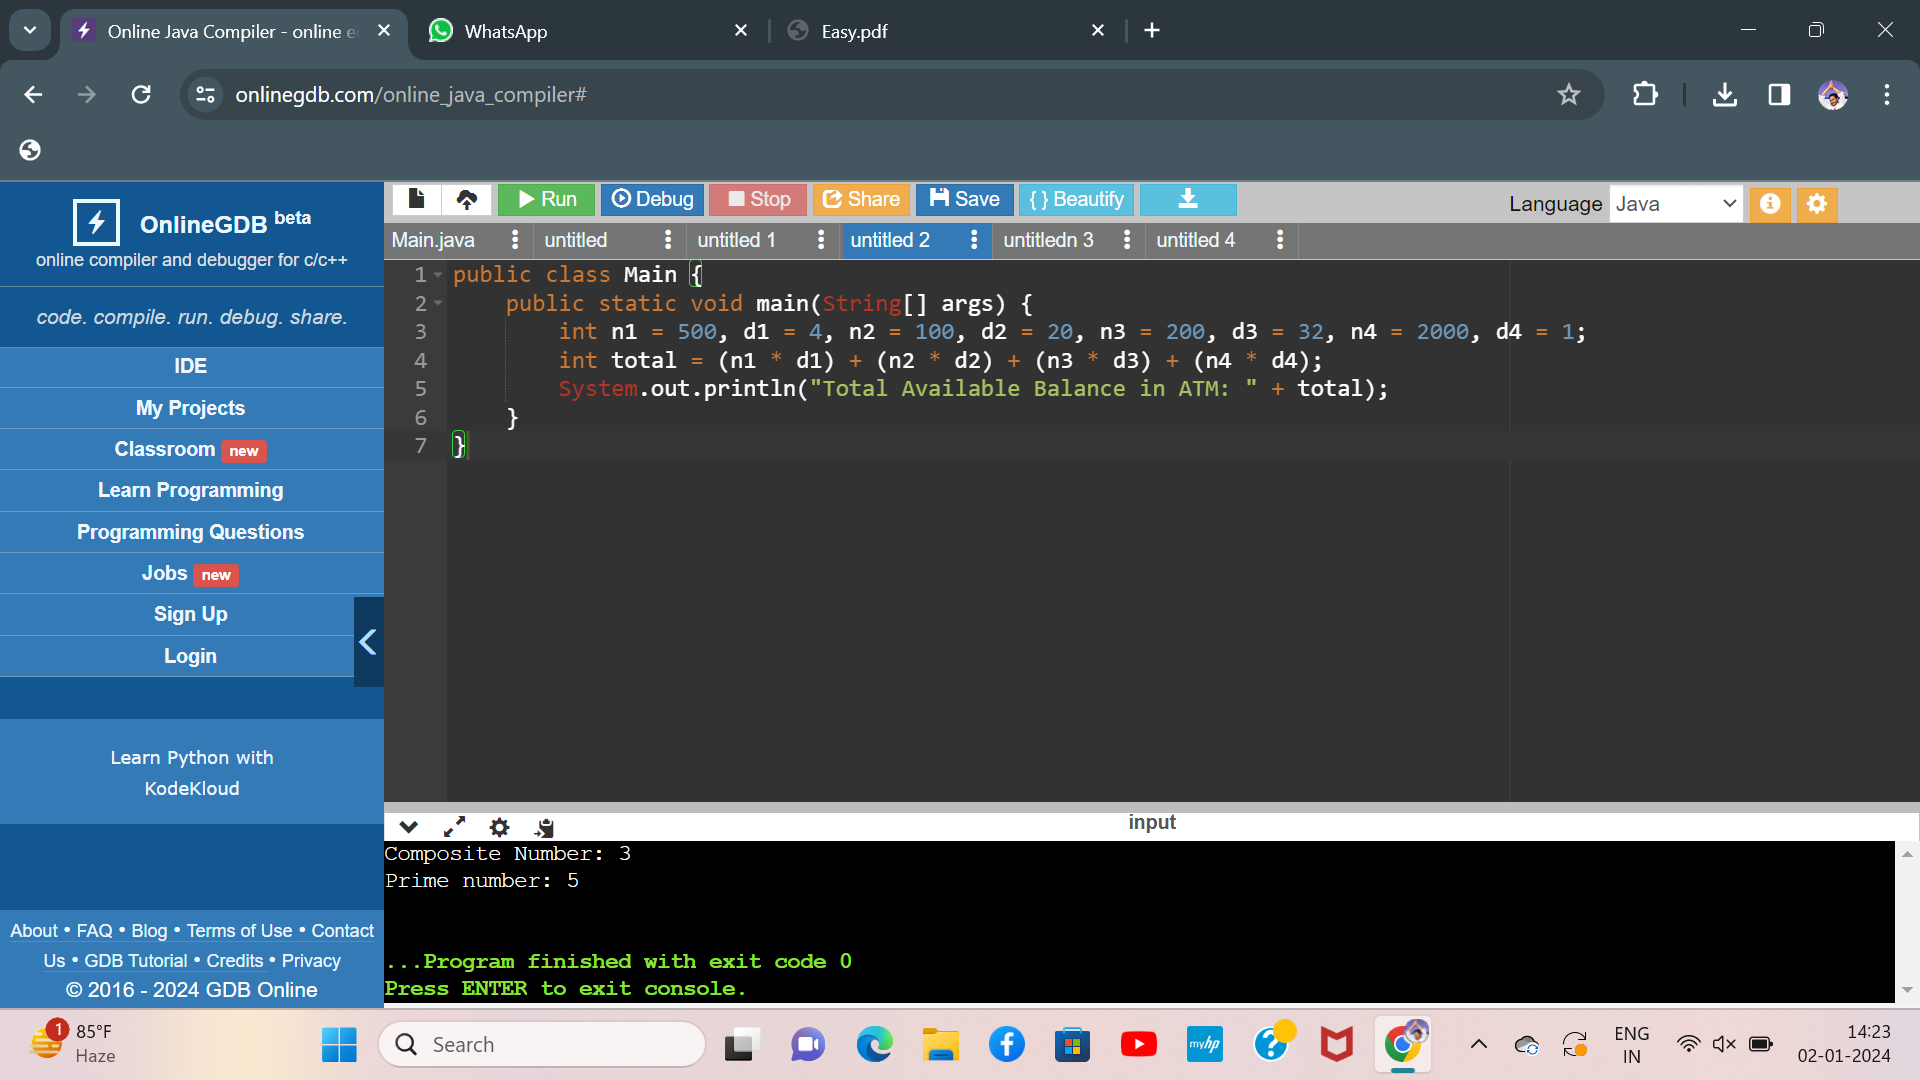 Online Java Compiler - online e
WhatsApp
Easy.pdf
onlinegdb.com/online_java_compiler#
OnlineGDB beta
online compiler and debugger for c/c++
code. compile. run. debug. share.
IDE
My Projects
Classroom new
Learn Programming
Programming Questions
Jobs new
Sign Up
Login
Learn Python with
KodeKloud
About • FAQ • Blog • Terms of Use • Contact
Us • GDB Tutorial • Credits • Privacy
© 2016 - 2024 GDB Online
Run Debug Stop Share Save { } Beautify
Language Java
Main.java untitled untitled 1 untitled 2 untitledn 3 untitled 4
1 public class Main {
2 public static void main(String[] args) {
3 int n1 = 500, d1 = 4, n2 = 100, d2 = 20, n3 = 200, d3 = 32, n4 = 2000, d4 = 1;
4 int total = (n1 * d1) + (n2 * d2) + (n3 * d3) + (n4 * d4);
5 System.out.println("Total Available Balance in ATM: " + total);
6 }
7 }
input
Composite Number: 3
Prime number: 5
...Program finished with exit code 0
Press ENTER to exit console.
1
85°F
Haze
Search
myhp
ENG
IN
14:23
02-01-2024